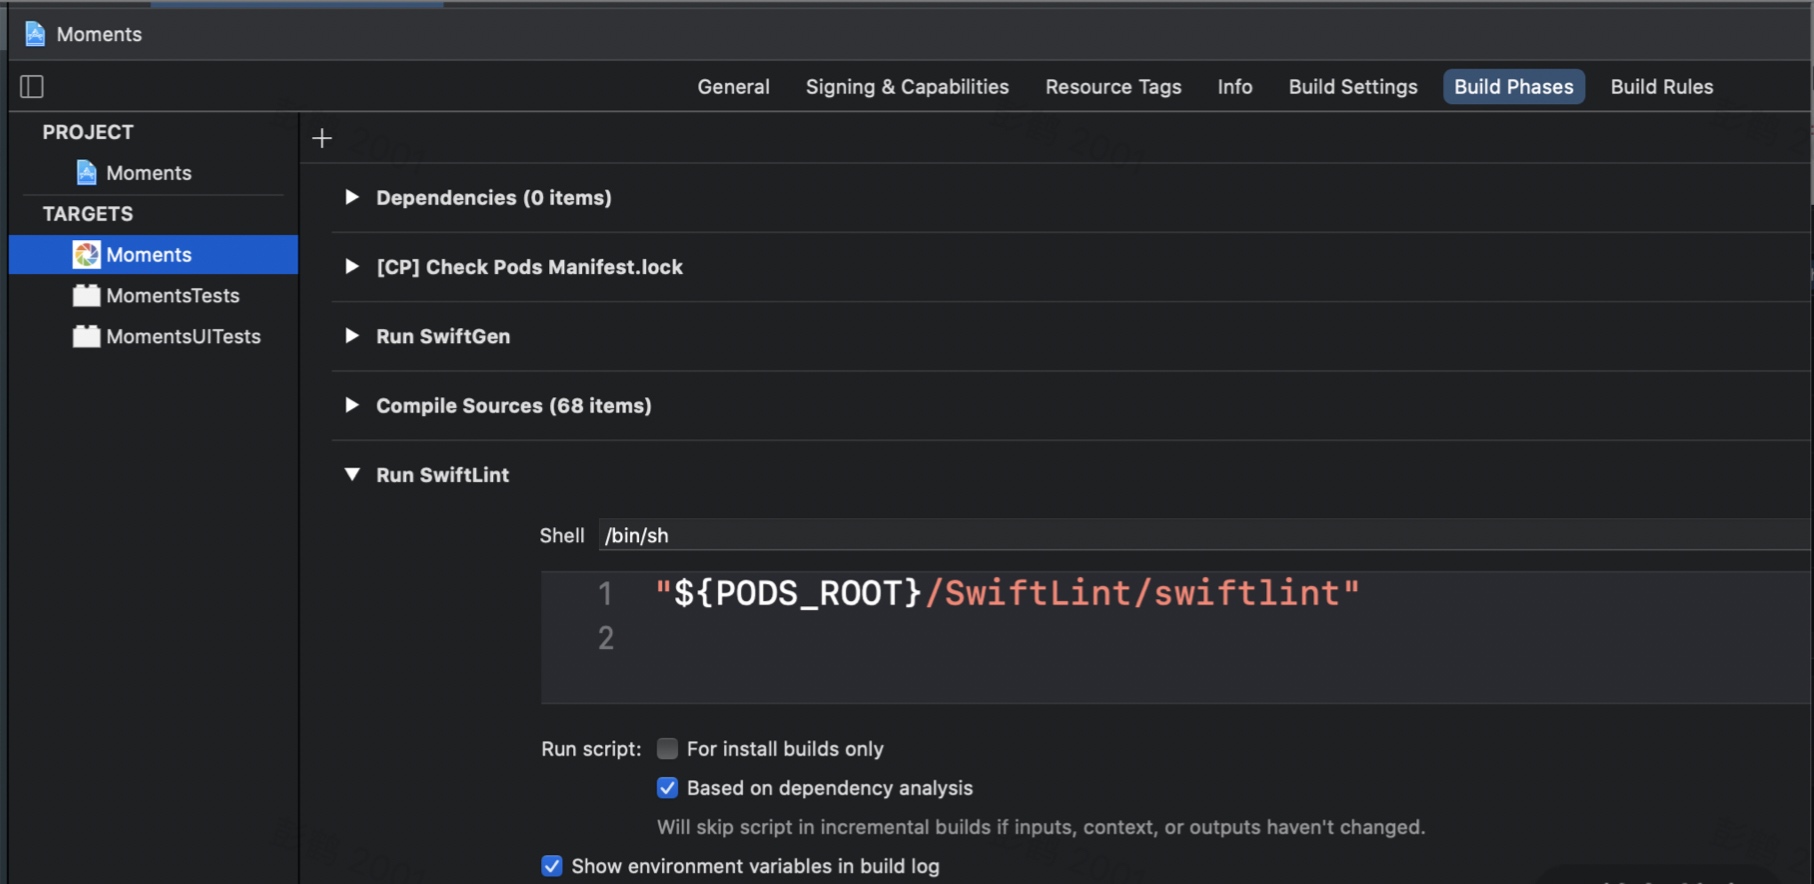 Moments
General Signing & Capabilities Resource Tags Info Build Settings Build Phases Build Rules
PROJECT
Moments
TARGETS
Moments
MomentsTests
MomentsUITests
Dependencies (0 items)
[CP] Check Pods Manifest.lock
Run SwiftGen
Compile Sources (68 items)
Run SwiftLint
Shell /bin/sh
1 "${PODS_ROOT}/SwiftLint/swiftlint"
2
Run script: For install builds only
Based on dependency analysis
Will skip script in incremental builds if inputs, context, or outputs haven't changed.
Show environment variables in build log